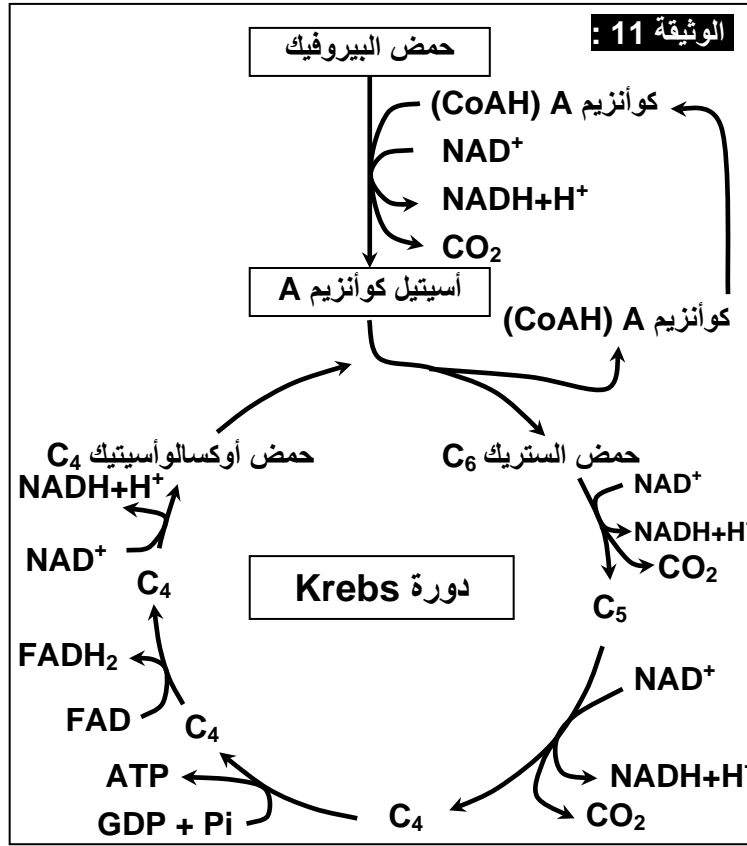 الوثيقة 11 :
حمض البيروفيك
كوأنزيم A (CoAH)
NAD⁺
NADH+H⁺
CO₂
أسيتيل كوأنزيم A
كوأنزيم A (CoAH)
حمض أوكسالوأسيتيك C₄
حمض الستريك C₆
NADH+H⁺
NAD⁺
NAD⁺
NADH+H⁺
CO₂
C₄
دورة Krebs
C₅
FADH₂
FAD
C₄
NAD⁺
ATP
GDP + Pi
C₄
NADH+H⁺
CO₂